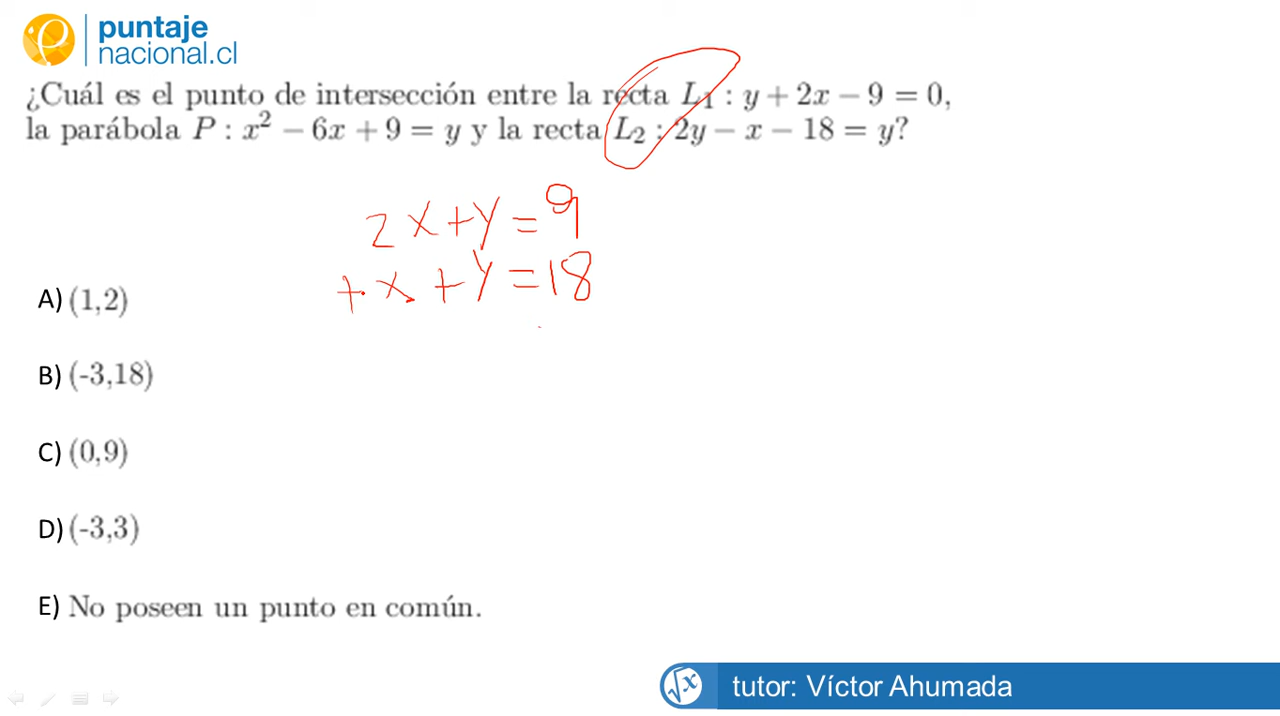 puntaje
nacional.cl
¿Cuál es el punto de intersección entre la recta L₁ : y + 2x − 9 = 0,
la parábola P : x² − 6x + 9 = y y la recta L₂ : 2y − x − 18 = y?
2x+y=9
+x+y=18
A) (1,2)
B) (-3,18)
C) (0,9)
D) (-3,3)
E) No poseen un punto en común.
√x tutor: Víctor Ahumada